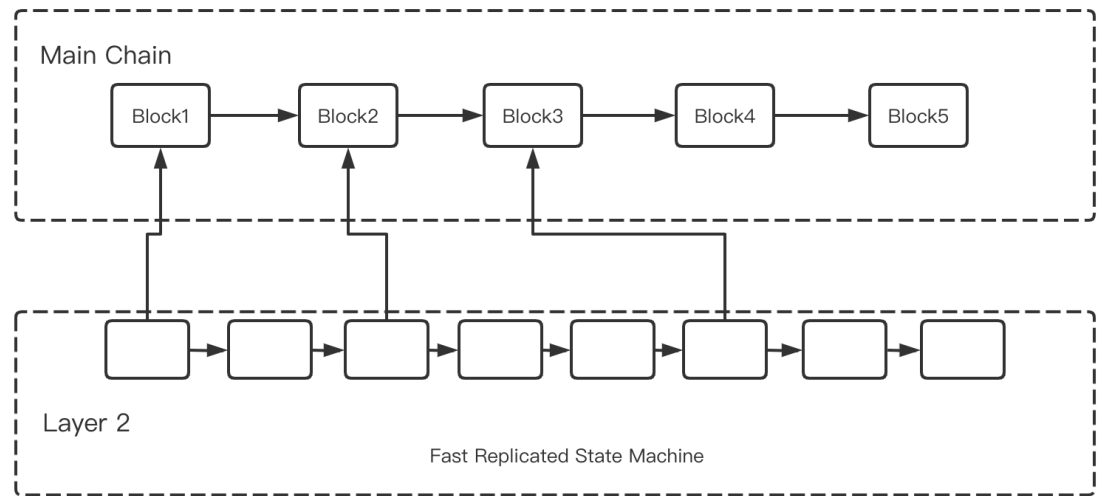 Main Chain
Block1
Block2
Block3
Block4
Block5
Layer 2
Fast Replicated State Machine